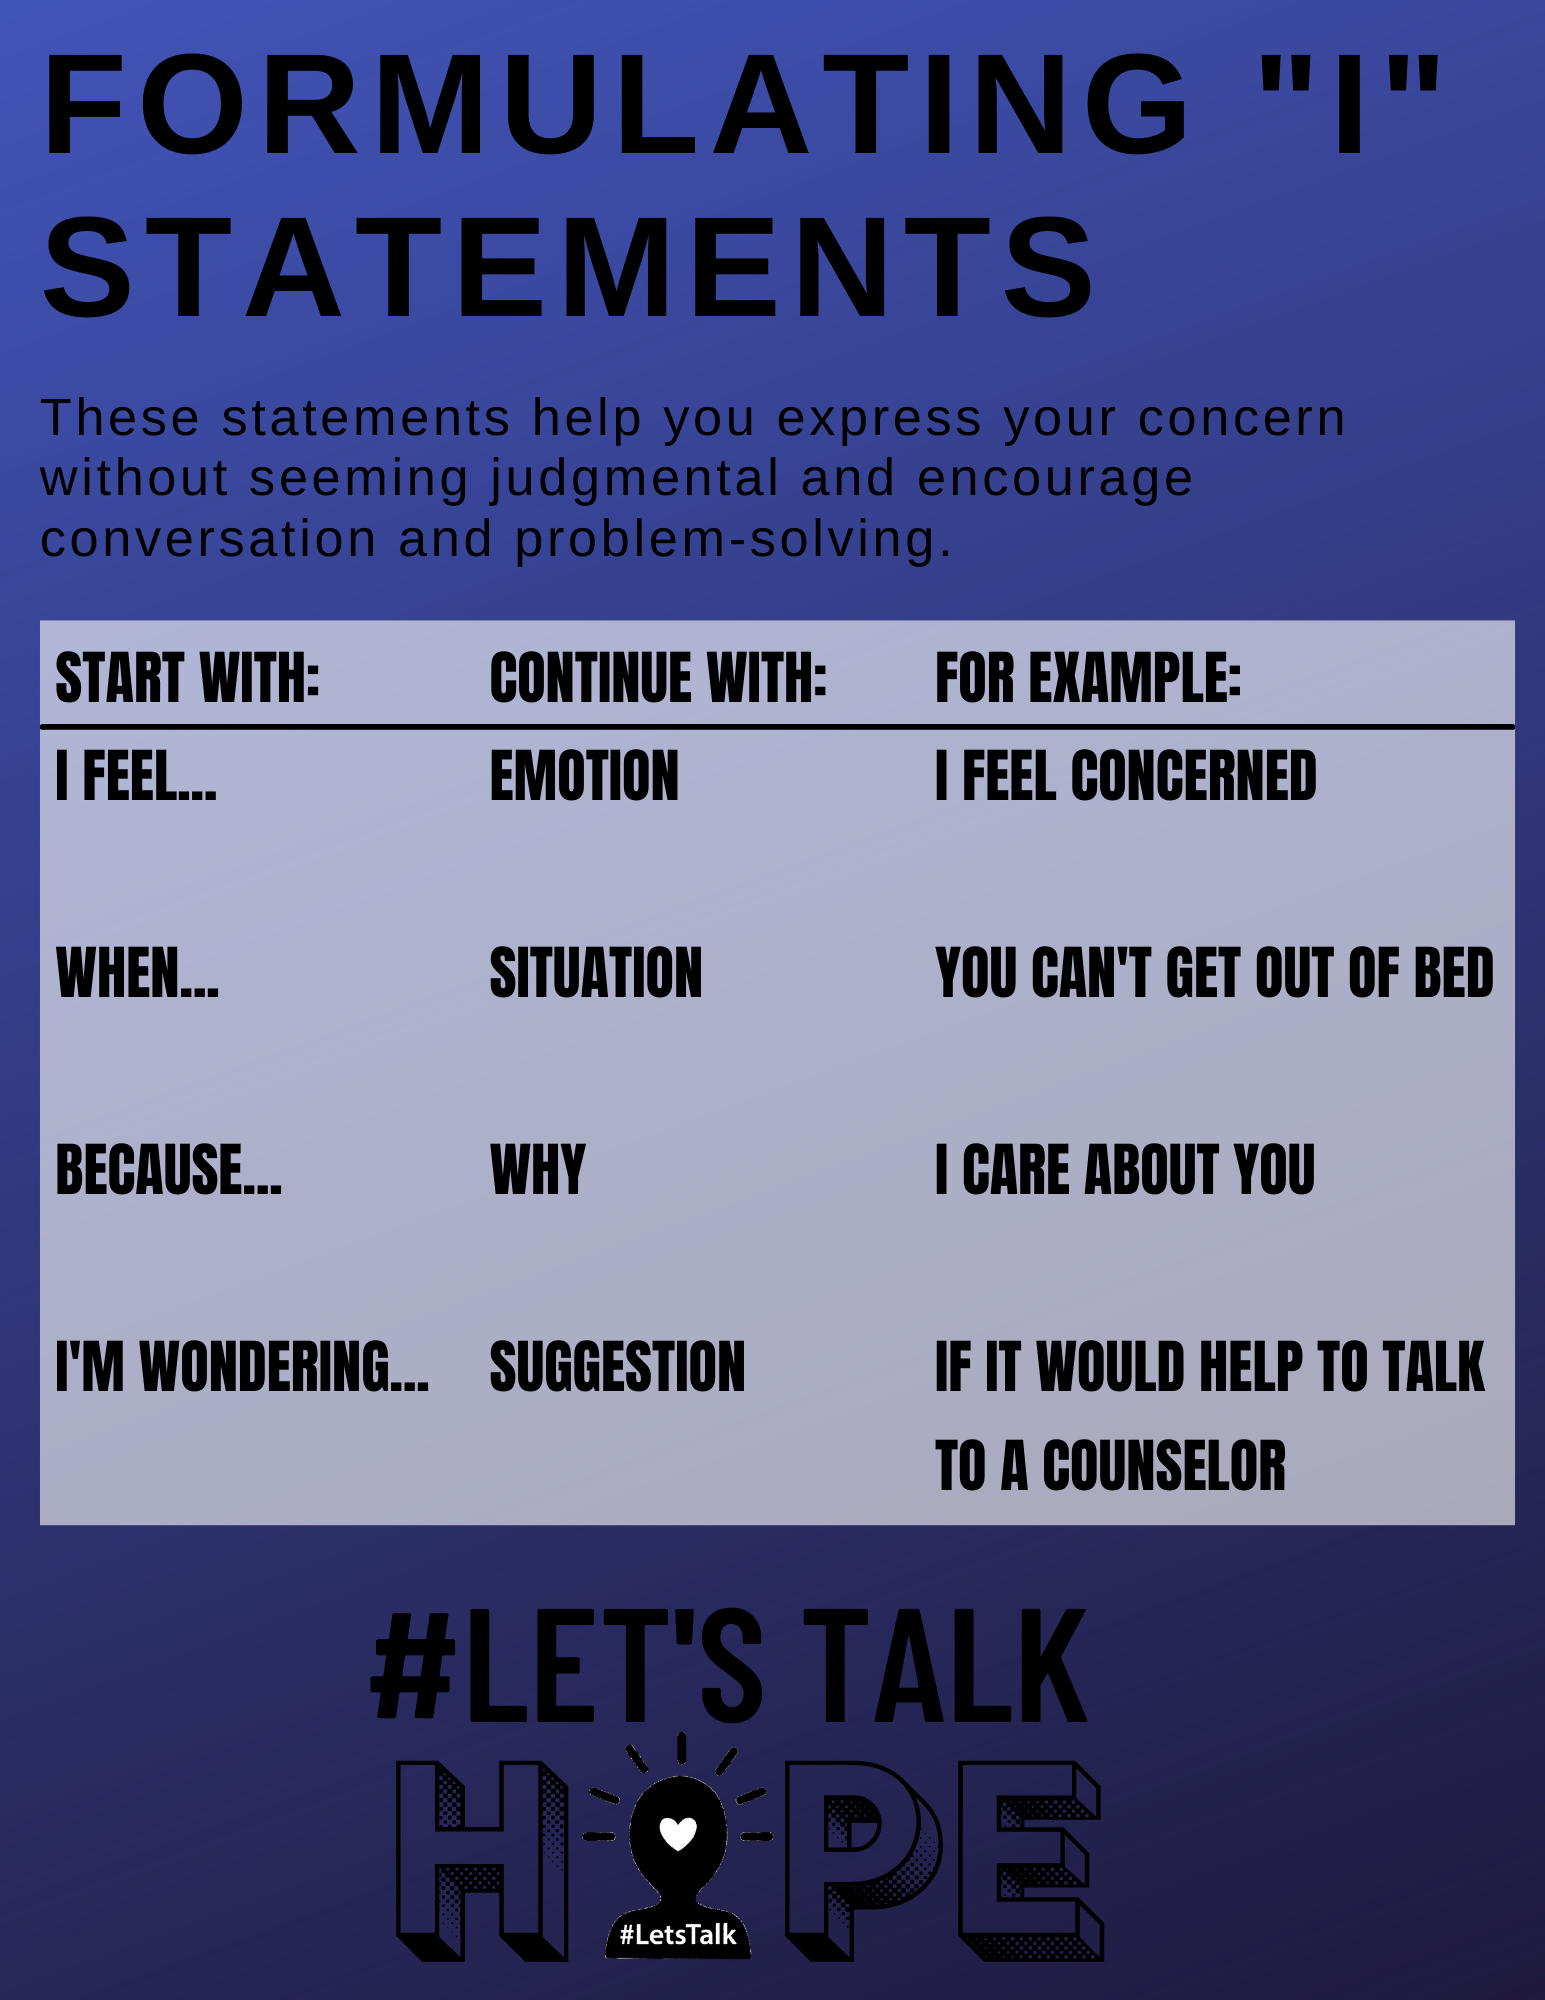 FORMULATING "I"
STATEMENTS
These statements help you express your concern
without seeming judgmental and encourage
conversation and problem-solving.
START WITH: CONTINUE WITH: FOR EXAMPLE:
I FEEL... EMOTION I FEEL CONCERNED
WHEN... SITUATION YOU CAN'T GET OUT OF BED
BECAUSE... WHY I CARE ABOUT YOU
I'M WONDERING... SUGGESTION IF IT WOULD HELP TO TALK
TO A COUNSELOR
#LET'S TALK
H PE
#LetsTalk